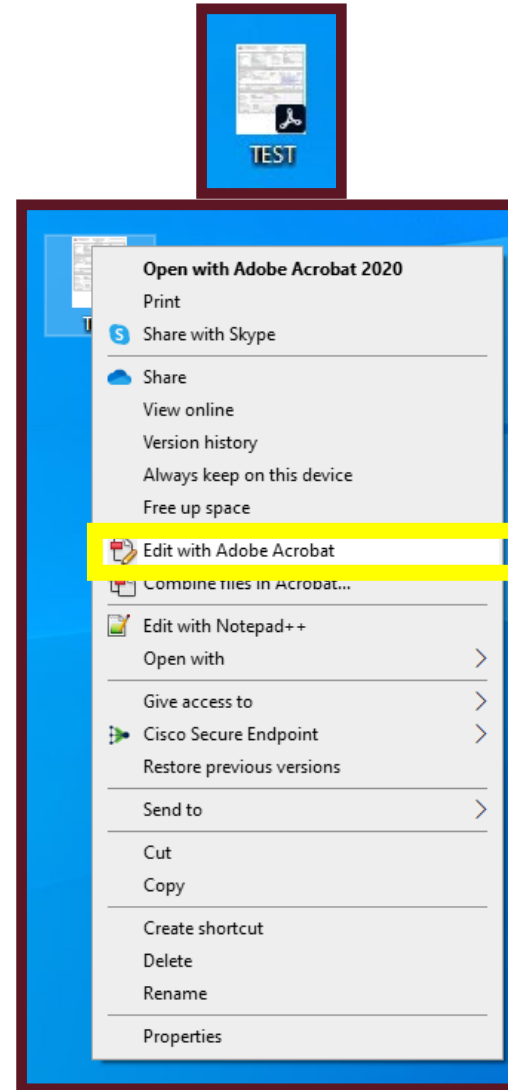 TEST
T
Open with Adobe Acrobat 2020
Print
Share with Skype
Share
View online
Version history
Always keep on this device
Free up space
Edit with Adobe Acrobat
Combine files in Acrobat...
Edit with Notepad++
Open with
Give access to
Cisco Secure Endpoint
Restore previous versions
Send to
Cut
Copy
Create shortcut
Delete
Rename
Properties